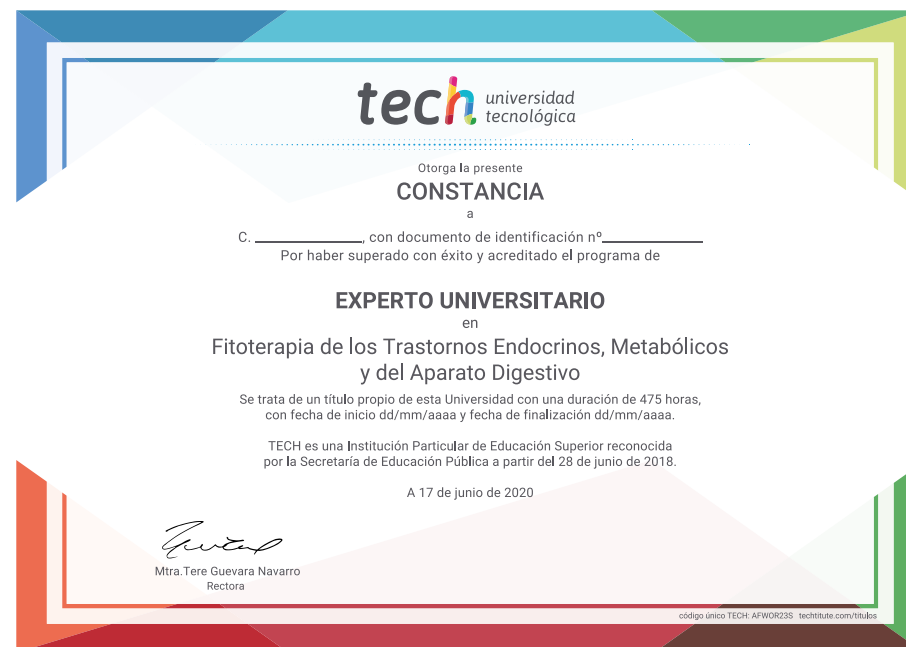 tech universidad
tecnológica
Otorga la presente
CONSTANCIA
a
C. ______________, con documento de identificación nº_____________
Por haber superado con éxito y acreditado el programa de
EXPERTO UNIVERSITARIO
en
Fitoterapia de los Trastornos Endocrinos, Metabólicos
y del Aparato Digestivo
Se trata de un título propio de esta Universidad con una duración de 475 horas,
con fecha de inicio dd/mm/aaaa y fecha de finalización dd/mm/aaaa.
TECH es una Institución Particular de Educación Superior reconocida
por la Secretaría de Educación Pública a partir del 28 de junio de 2018.
A 17 de junio de 2020
Mtra.Tere Guevara Navarro
Rectora
código único TECH: AFWOR23S techtitute.com/titulos